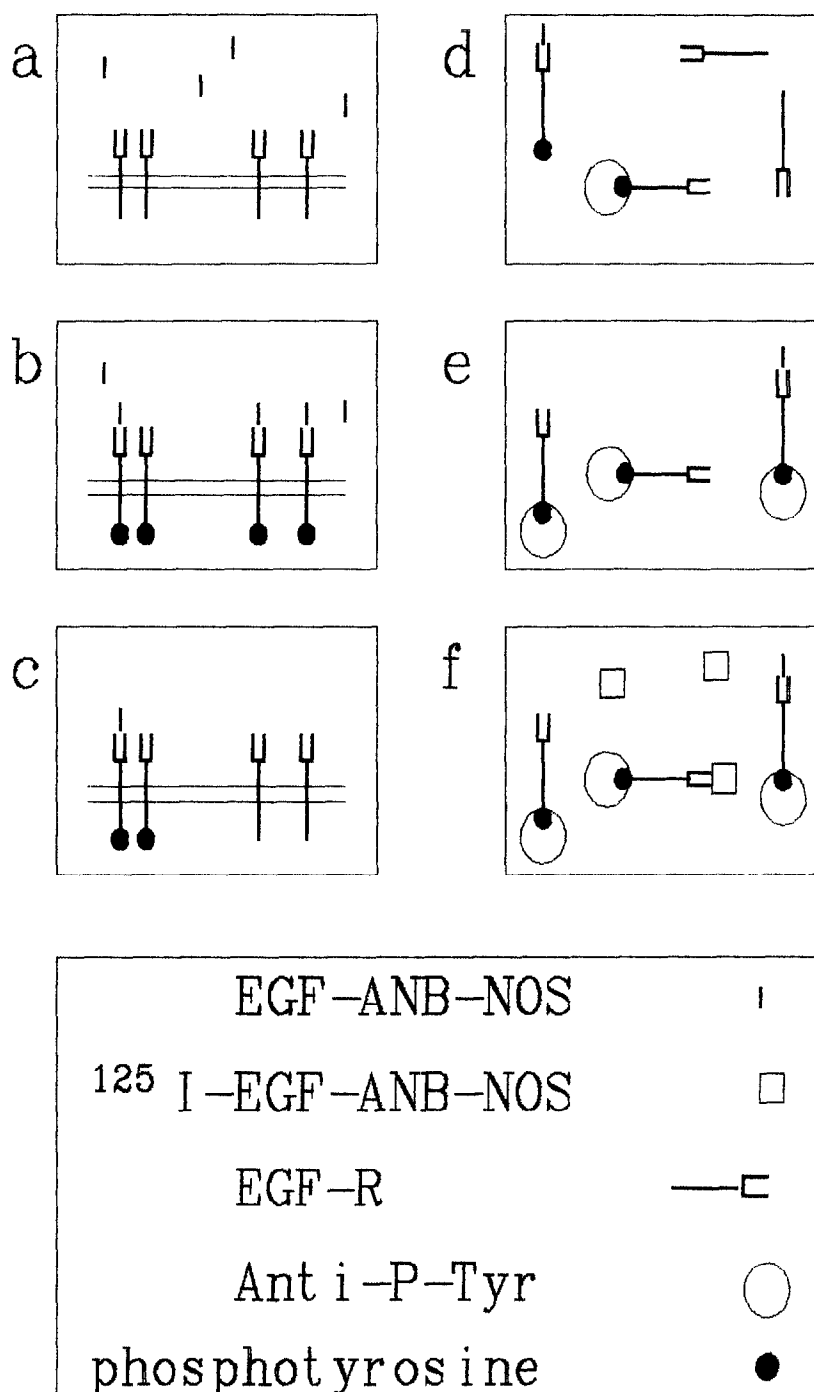 a
d
b
e
c
f
EGF-ANB-NOS
125 I-EGF-ANB-NOS
EGF-R
Anti-P-Tyr
phosphotyrosine